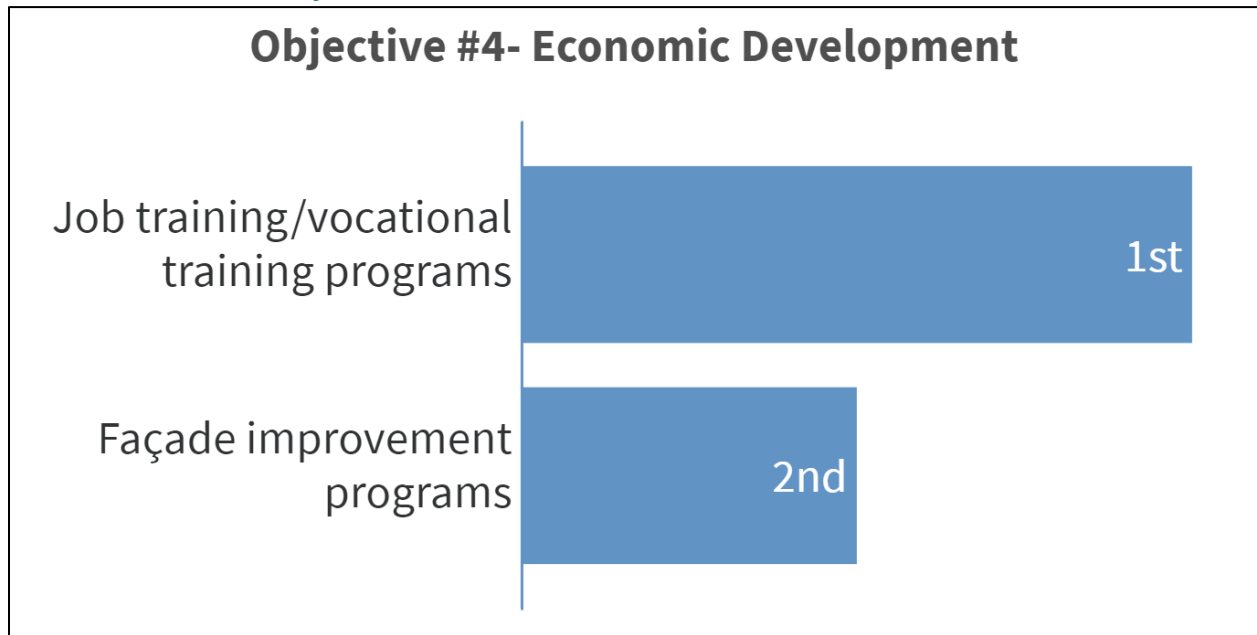 Objective #4- Economic Development
Job training/vocational
training programs
1st
Façade improvement
programs
2nd